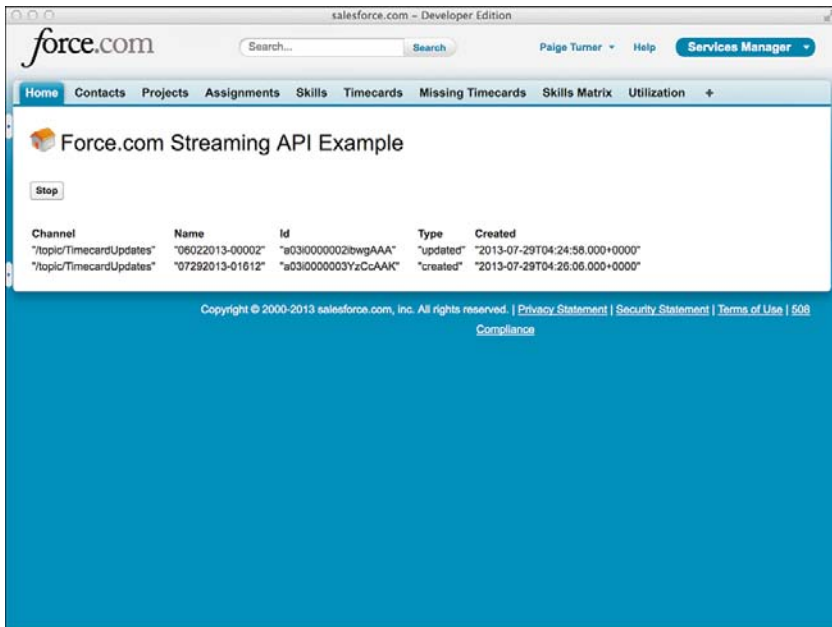 salesforce.com – Developer Edition
force.com Search... Search Paige Turner Help Services Manager
Home Contacts Projects Assignments Skills Timecards Missing Timecards Skills Matrix Utilization +
Force.com Streaming API Example
Stop
Channel Name Id Type Created
"/topic/TimecardUpdates" "06022013-00002" "a03i0000002ibwgAAA" "updated" "2013-07-29T04:24:58.000+0000"
"/topic/TimecardUpdates" "07292013-01612" "a03i0000003YzCcAAK" "created" "2013-07-29T04:26:06.000+0000"
Copyright © 2000-2013 salesforce.com, inc. All rights reserved. | Privacy Statement | Security Statement | Terms of Use | 508
Compliance